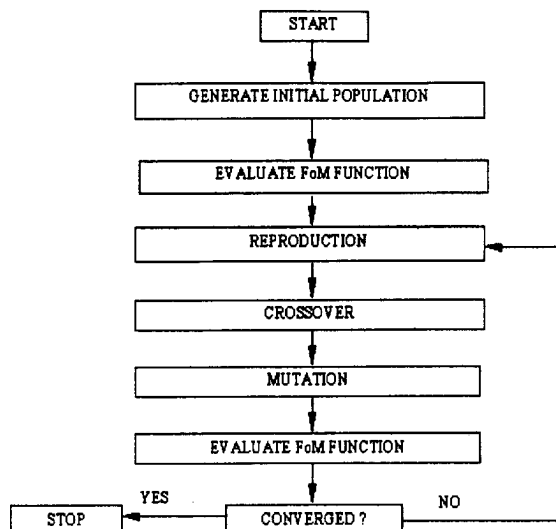 START
GENERATE INITIAL POPULATION
EVALUATE FoM FUNCTION
REPRODUCTION
CROSSOVER
MUTATION
EVALUATE FoM FUNCTION
YES
NO
STOP
CONVERGED ?